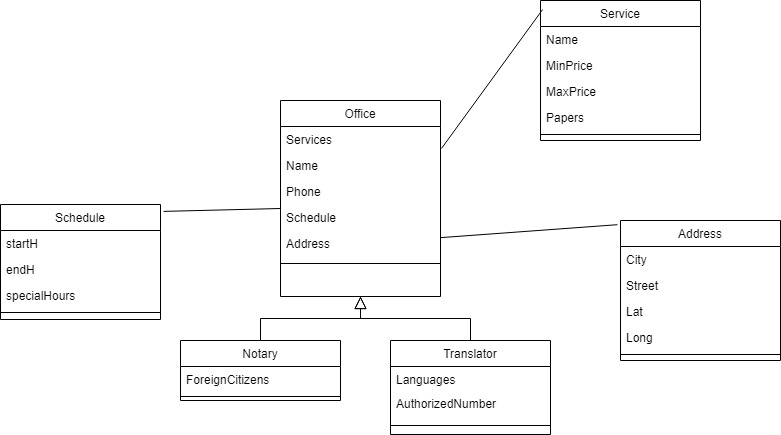 Service
Name
MinPrice
MaxPrice
Papers
Office
Services
Name
Phone
Schedule
Address
Schedule
startH
endH
specialHours
Address
City
Street
Lat
Long
Notary
ForeignCitizens
Translator
Languages
AuthorizedNumber